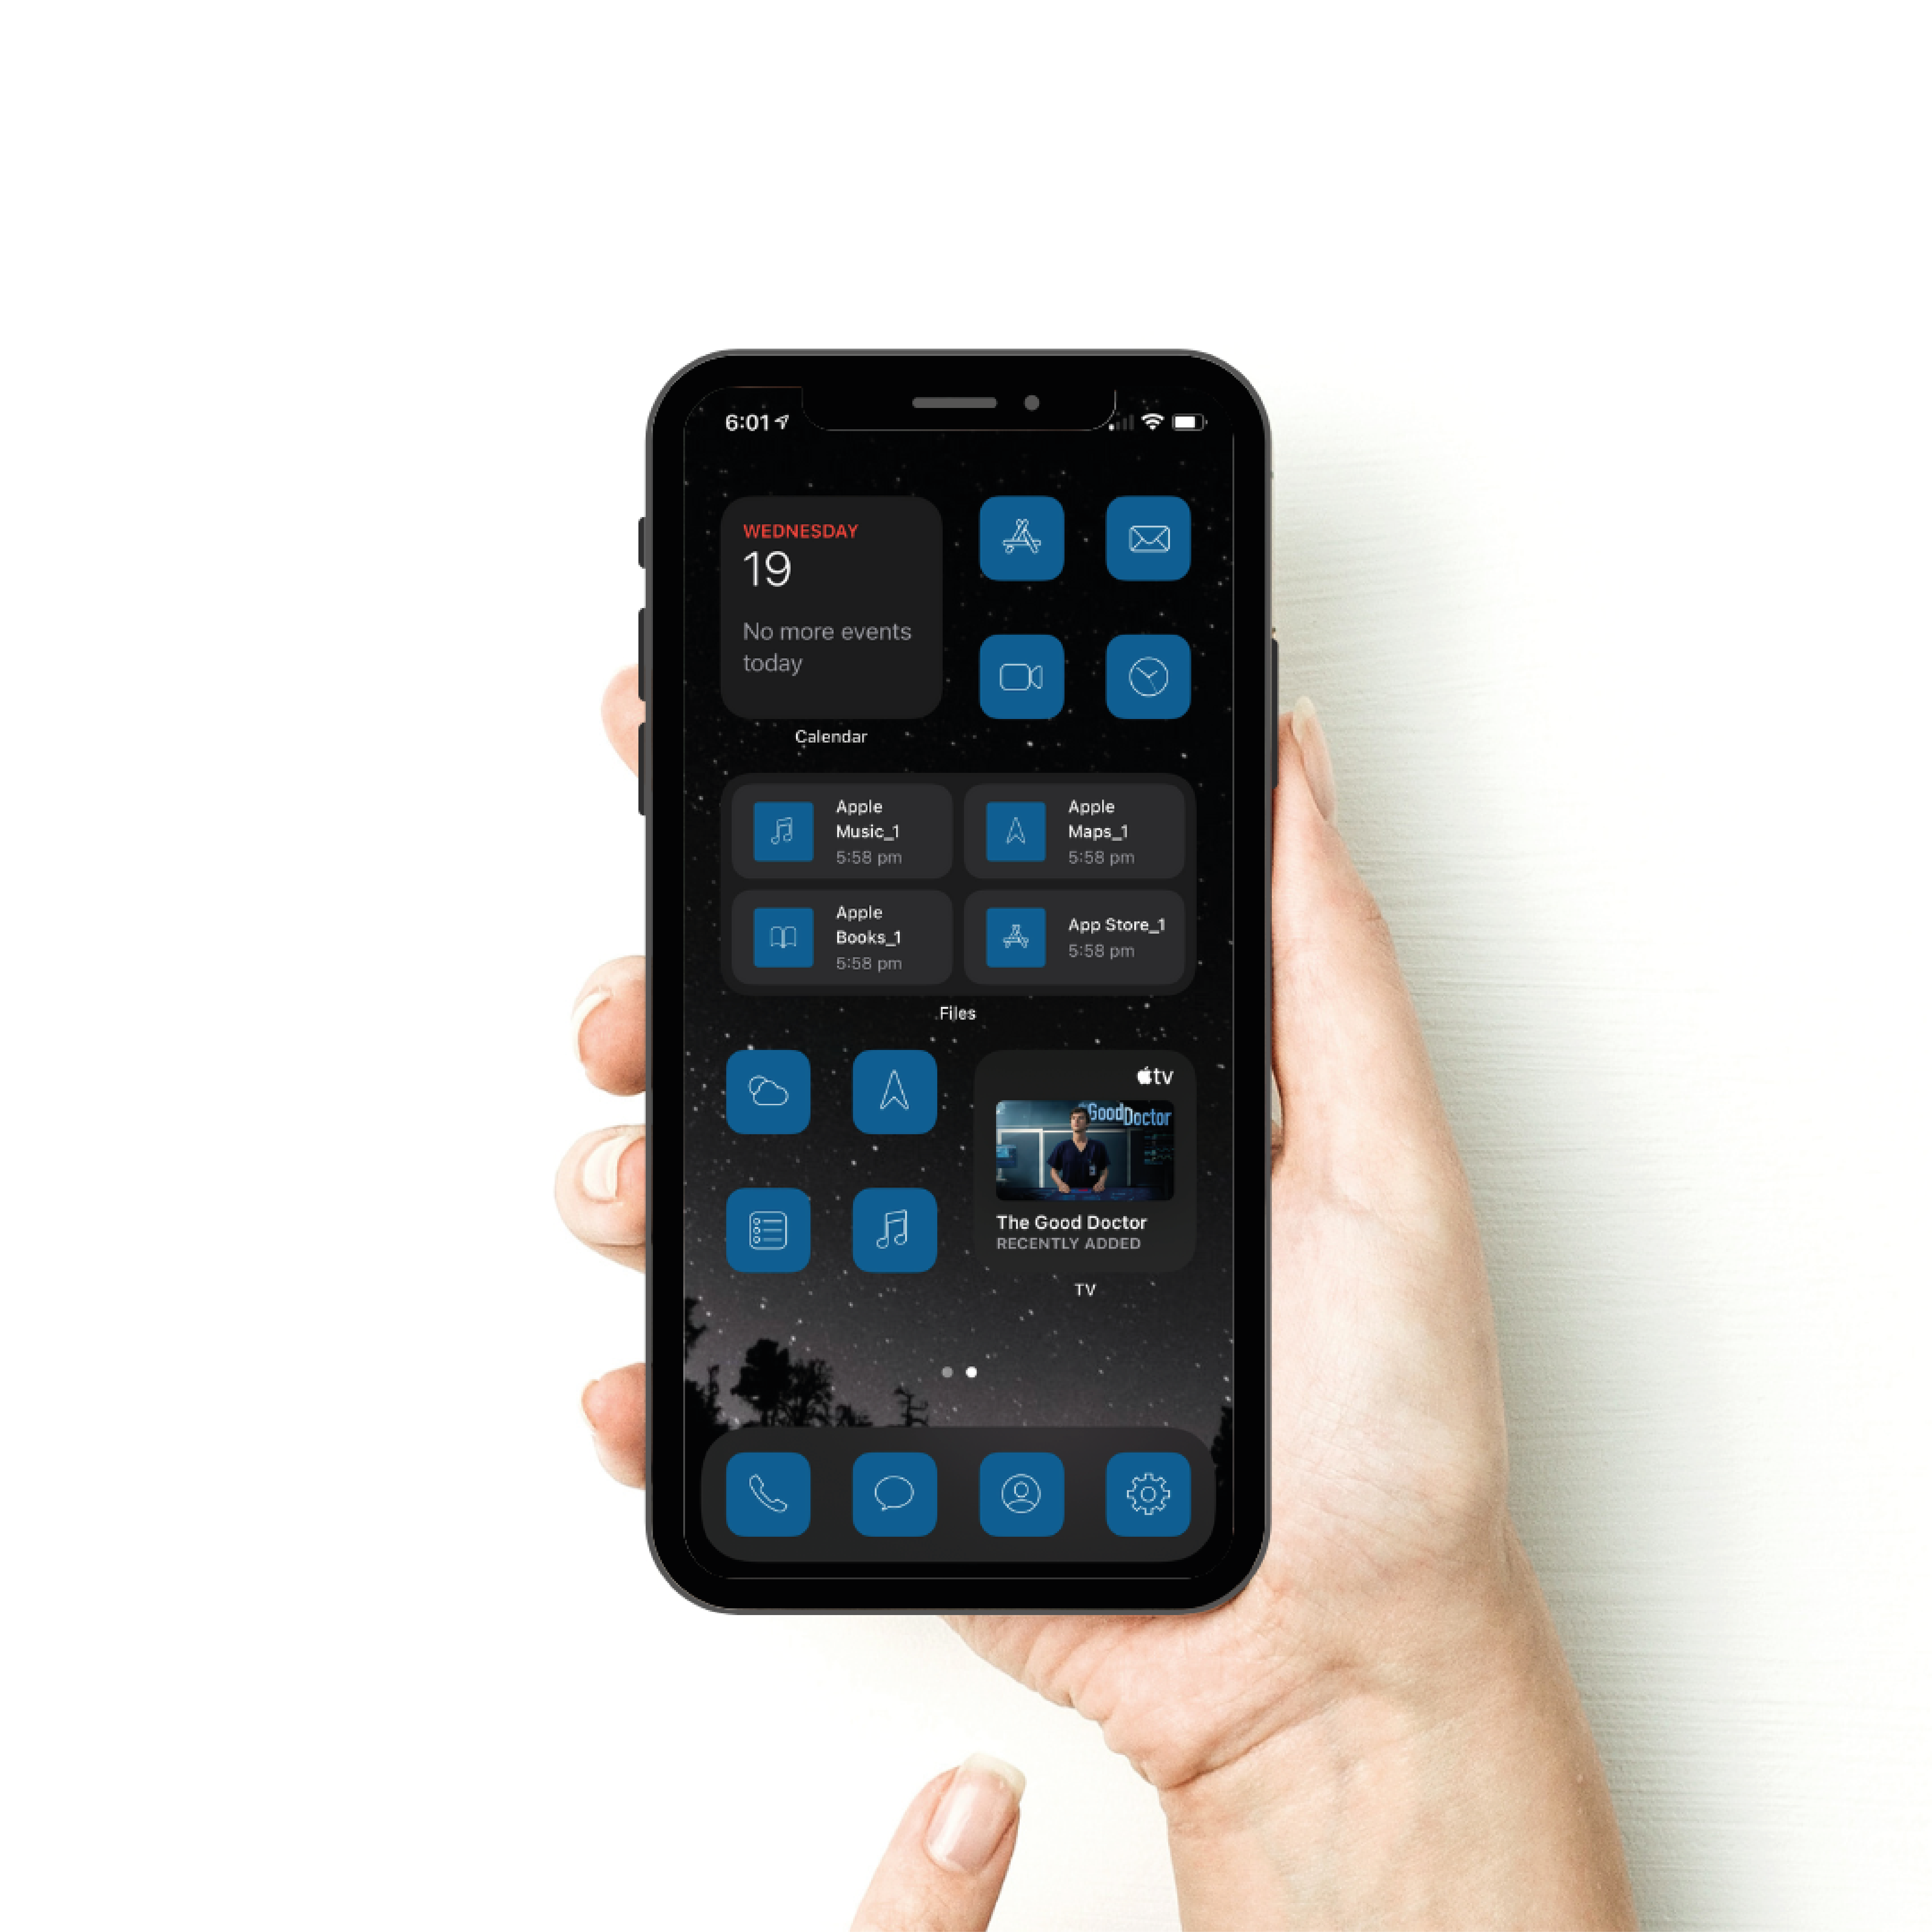 6:01
WEDNESDAY
19
No more events
today
Calendar
Apple
Music_1
5:58 pm
Apple
Maps_1
5:58 pm
Apple
Books_1
5:58 pm
App Store_1
5:58 pm
Files
tv
Good Doctor
The Good Doctor
RECENTLY ADDED
TV